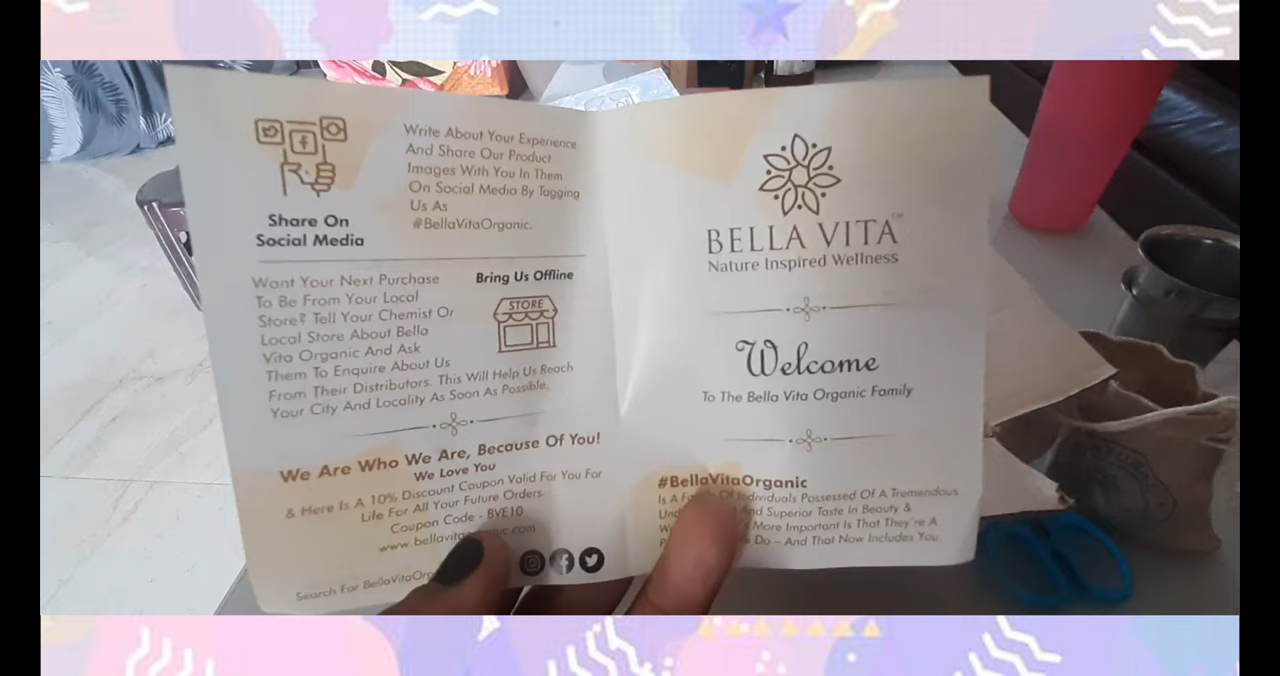 Write About Your Experience
And Share Our Product
Images With You In Them
On Social Media By Tagging
Us As
#BellaVitaOrganic.
Share On
Social Media
Want Your Next Purchase
To Be From Your Local
Store? Tell Your Chemist Or
Local Store About Bella
Vita Organic And Ask
Them To Enquire About Us
From Their Distributors. This Will Help Us Reach
Your City And Locality As Soon As Possible.
Bring Us Offline
STORE
We Are Who We Are, Because Of You!
We Love You
& Here Is A 10% Discount Coupon Valid For You For
Life For All Your Future Orders
Coupon Code - BVE10
Search For
BELLA VITA™
Nature Inspired Wellness
Welcome
To The Bella Vita Organic Family
#BellaVitaOrganic
Is A Of Individuals Possessed Of A Tremendous
And Superior Taste In Beauty &
More Important Is That They're A
Do – And That Now Includes You.